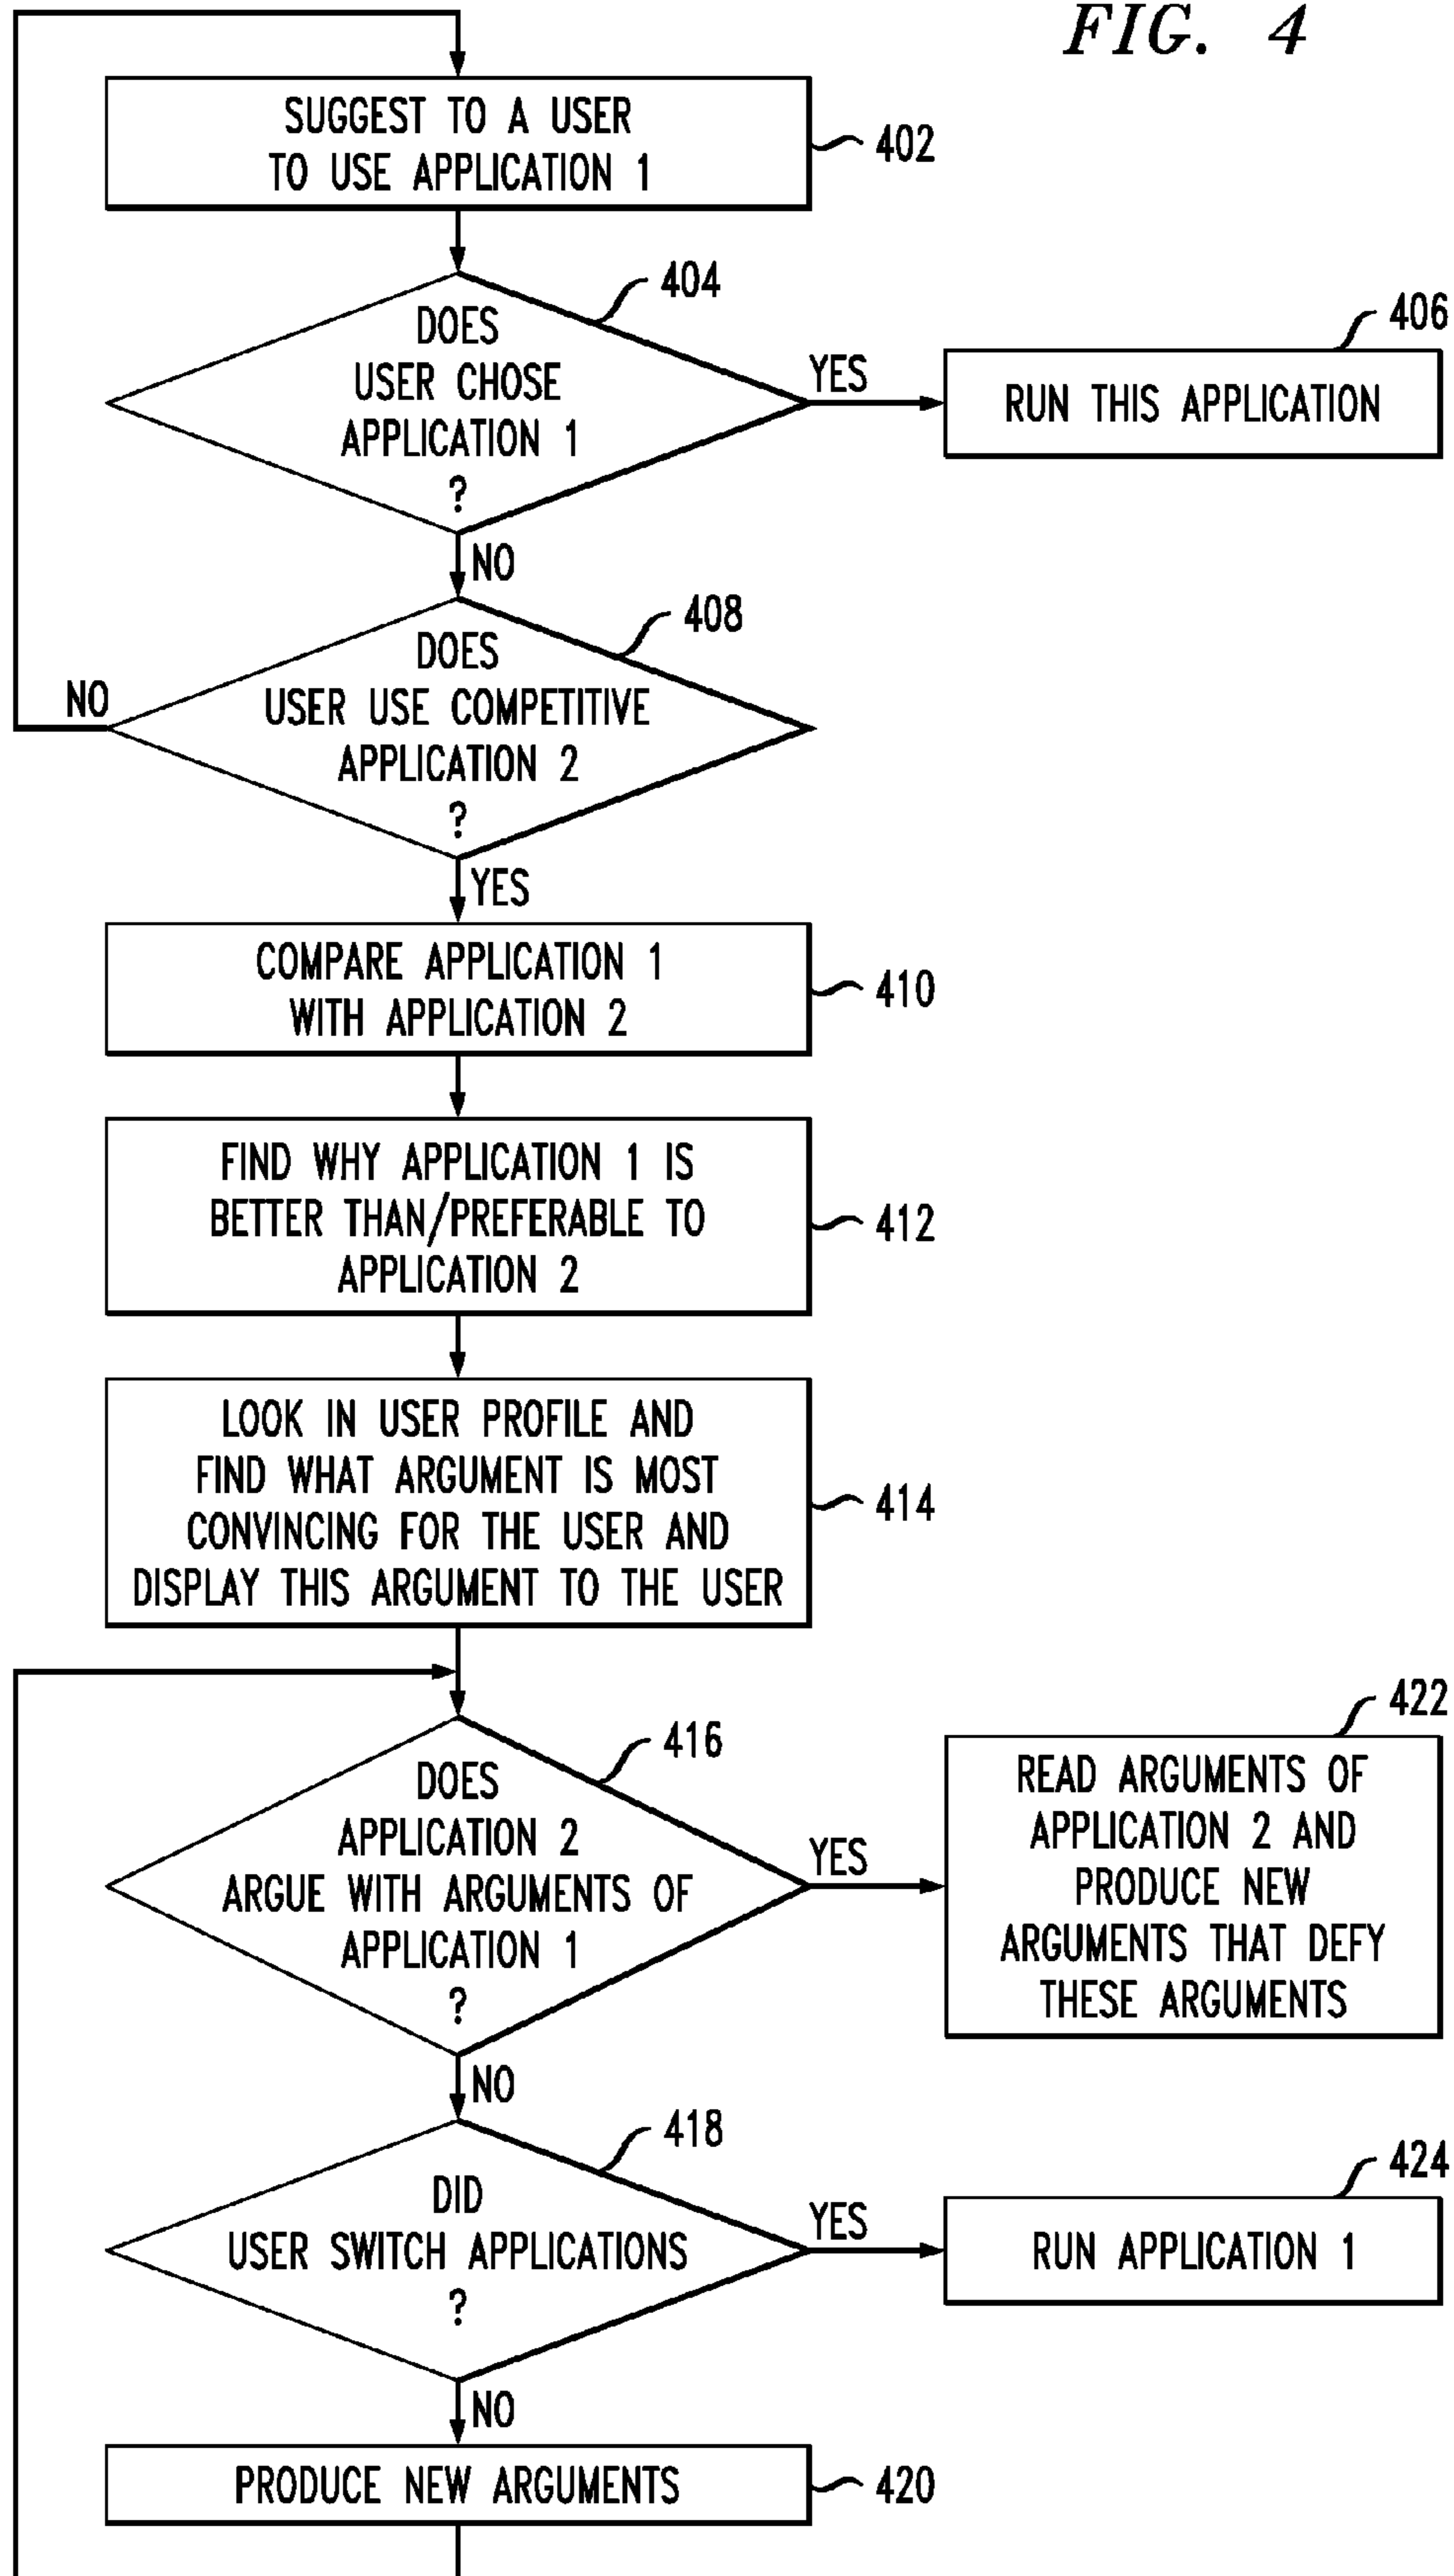 FIG. 4
SUGGEST TO A USER
TO USE APPLICATION 1
402
404
DOES
USER CHOSE
APPLICATION 1
?
YES
406
RUN THIS APPLICATION
NO
408
DOES
USER USE COMPETITIVE
APPLICATION 2
?
NO
YES
COMPARE APPLICATION 1
WITH APPLICATION 2
410
FIND WHY APPLICATION 1 IS
BETTER THAN/PREFERABLE TO
APPLICATION 2
412
LOOK IN USER PROFILE AND
FIND WHAT ARGUMENT IS MOST
CONVINCING FOR THE USER AND
DISPLAY THIS ARGUMENT TO THE USER
414
416
DOES
APPLICATION 2
ARGUE WITH ARGUMENTS OF
APPLICATION 1
?
YES
422
READ ARGUMENTS OF
APPLICATION 2 AND
PRODUCE NEW
ARGUMENTS THAT DEFY
THESE ARGUMENTS
NO
418
DID
USER SWITCH APPLICATIONS
?
YES
424
RUN APPLICATION 1
NO
PRODUCE NEW ARGUMENTS
420